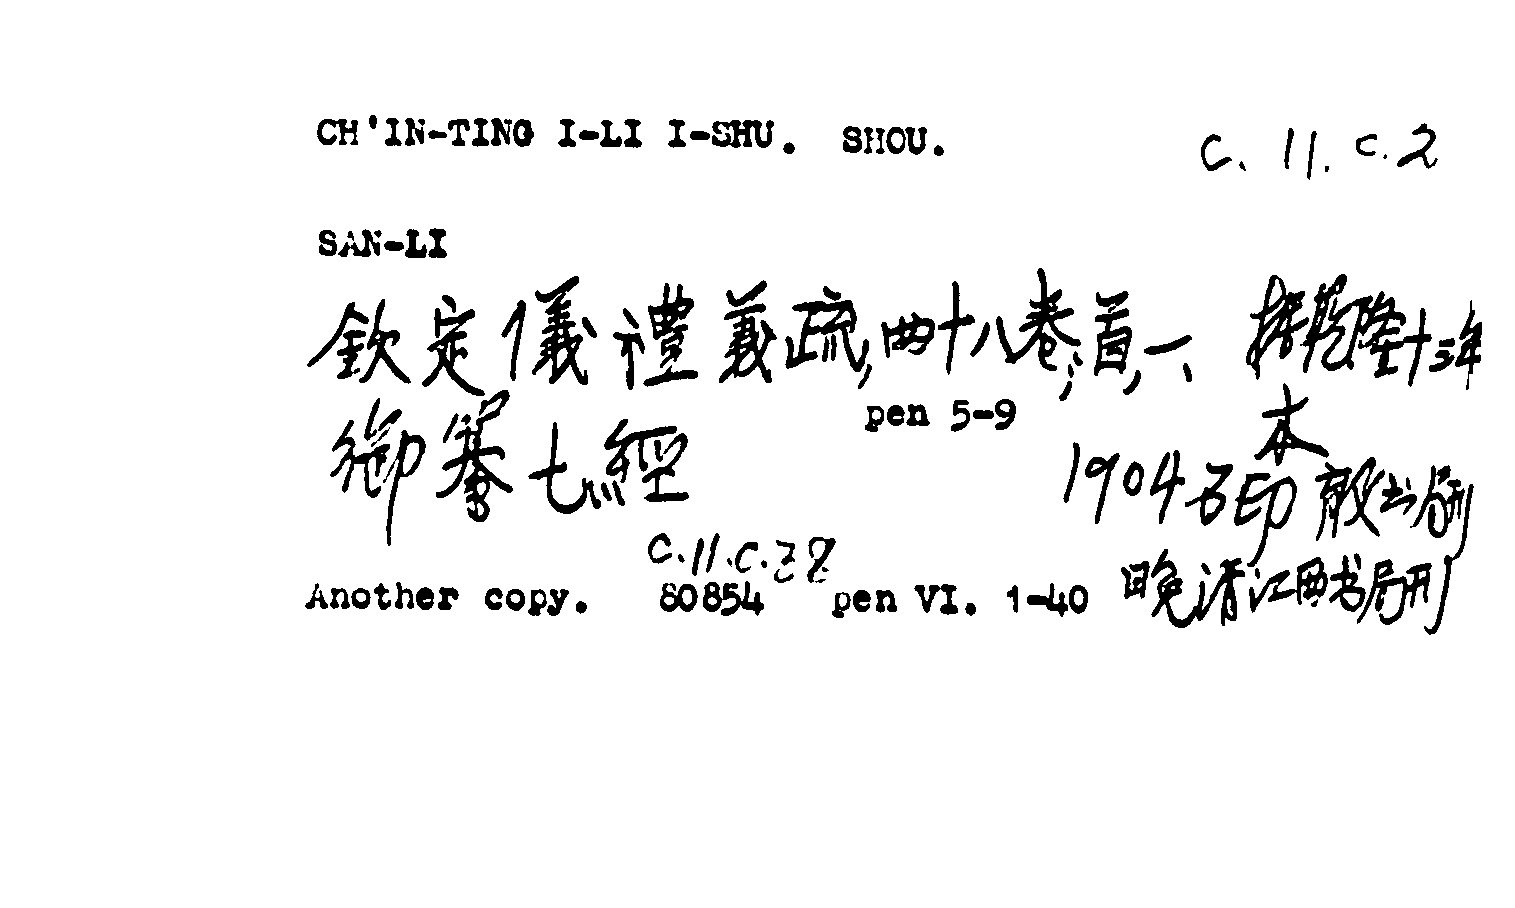 CH'IN-TING I-LI I-SHU. SHOU. C. 11. C. 2
SAN-LI
欽定儀禮義疏,四十八卷;首,一、 據乾隆十三年
pen 5-9 本
御纂七經 1904石印 书局刊
C.11.C.38
Another copy. 80854 pen VI. 1-40 晚清江西书局刊